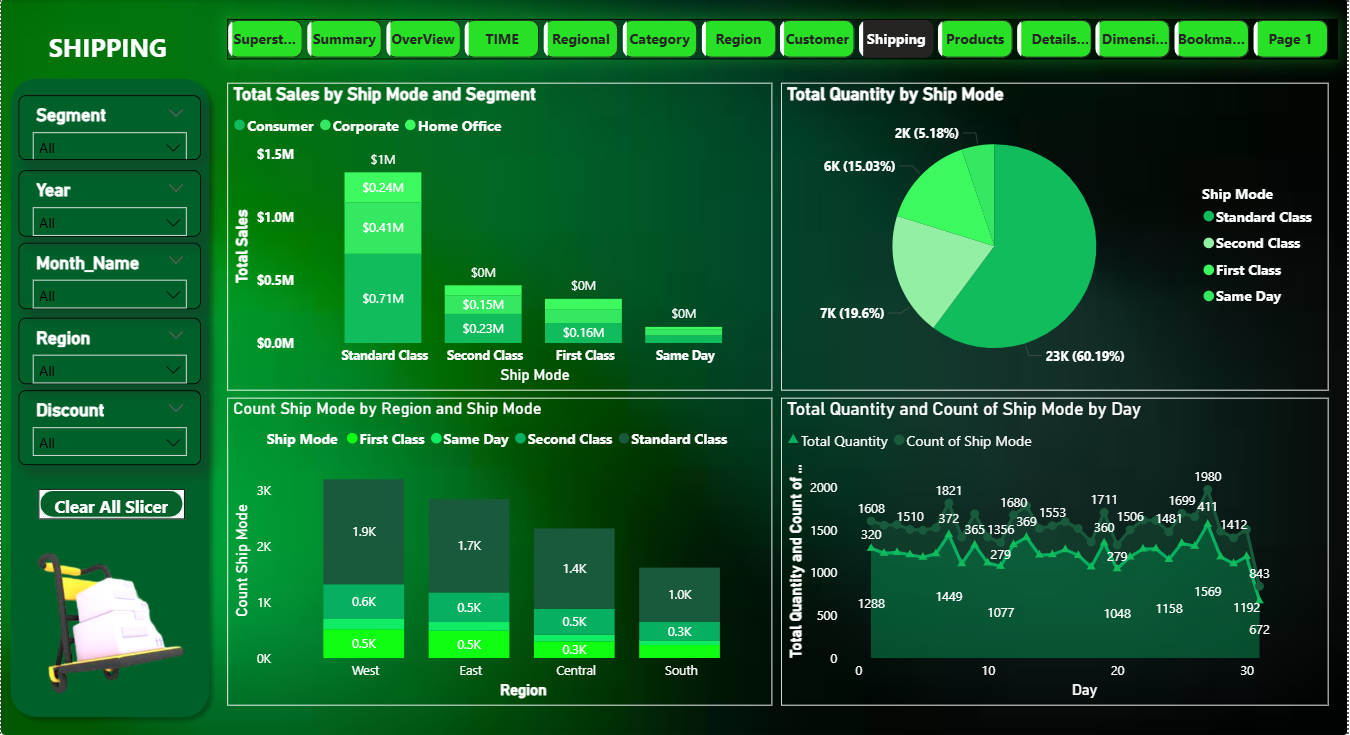 SHIPPING
Superst... Summary OverView TIME Regional Category Region Customer Shipping Products Details... Dimensi... Bookma... Page 1
Segment
All
Year
All
Month_Name
All
Region
All
Discount
All
Clear All Slicer
Total Sales by Ship Mode and Segment
Consumer Corporate Home Office
Total Sales
$1.5M
$1.0M
$0.5M
$0.0M
$1M
$0.24M
$0.41M
$0.71M
$0M
$0.15M
$0.23M
$0M
$0.16M
$0M
Standard Class Second Class First Class Same Day
Ship Mode
Total Quantity by Ship Mode
2K (5.18%)
6K (15.03%)
7K (19.6%)
23K (60.19%)
Ship Mode
Standard Class
Second Class
First Class
Same Day
Count Ship Mode by Region and Ship Mode
Ship Mode First Class Same Day Second Class Standard Class
Count Ship Mode
3K
2K
1K
0K
1.9K
0.6K
0.5K
1.7K
0.5K
0.5K
1.4K
0.5K
0.3K
1.0K
0.3K
West East Central South
Region
Total Quantity and Count of Ship Mode by Day
Total Quantity Count of Ship Mode
Total Quantity and Count of ...
2000
1500
1000
500
0
1608
320
1510
1821
372
365
1356
279
1680
369
1553
1711
360
279
1506
1481
1699
1980
411
1412
843
1288
1449
1077
1048
1158
1569
1192
672
0 10 20 30
Day